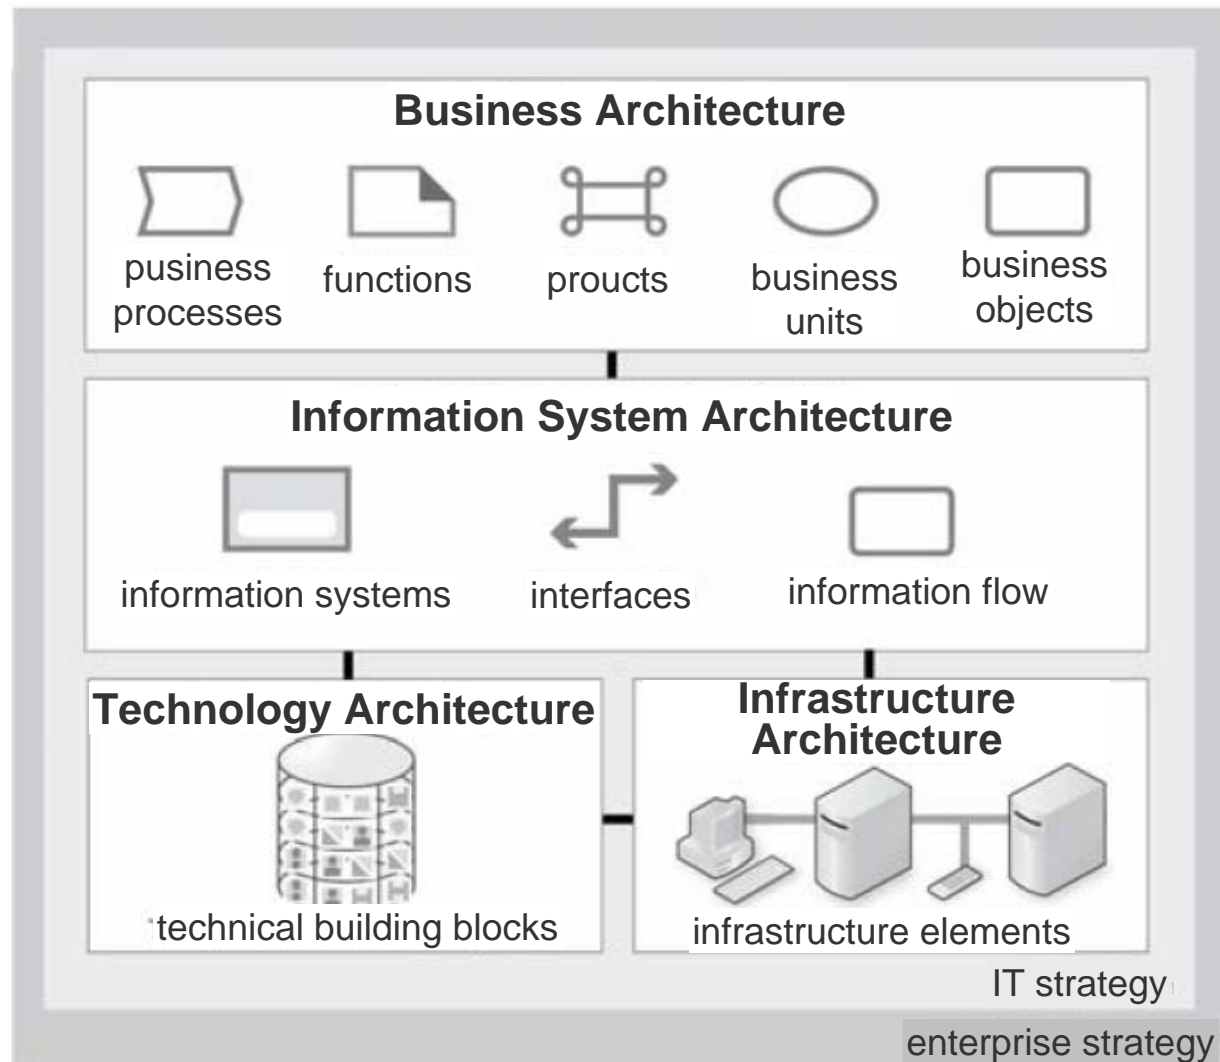 Business Architecture
pusiness
processes
functions
proucts
business
units
business
objects
Information System Architecture
information systems
interfaces
information flow
Technology Architecture
technical building blocks
Infrastructure
Architecture
infrastructure elements
IT strategy
enterprise strategy